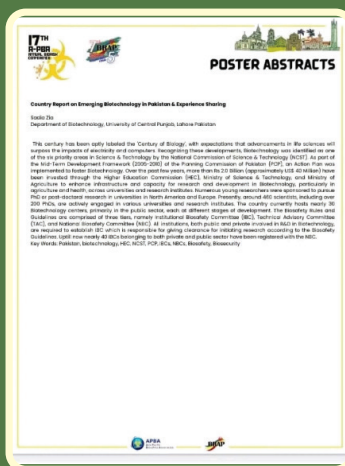 17TH
A-PBA
BBAP
POSTER ABSTRACTS
Country Report on Emerging Biotechnology in Pakistan & Experience Sharing
Saela Zia
Department of Biotechnology, University of Central Punjab, Lahore Pakistan
This century has been aptly labeled the 'Century of Biology', with expectations that advancements in life sciences will
surpass the impacts of electricity and computers. Recognizing these developments, Biotechnology was identified as one
of the six priority areas in Science & Technology by the National Commission of Science & Technology (NCST). As part of
the Mid-Term Development Framework (2005-2010) of the Planning Commission of Pakistan (PCP), an Action Plan was
implemented to foster Biotechnology. Over the past few years, more than Rs 2.0 Billion (approximately US$ 40 Million) have
been invested through the Higher Education Commission (HEC), Ministry of Science & Technology, and Ministry of
Agriculture to enhance infrastructure and capacity for research and development in Biotechnology, particularly in
agriculture and health, across universities and research institutes. Numerous young researchers were sponsored to pursue
PhD or post-doctoral research in universities in North America and Europe. Presently, around 400 scientists, including over
200 PhDs, are actively engaged in various universities and research institutes. The country currently hosts nearly 30
Biotechnology centers, primarily in the public sector, each at different stages of development. The Biosafety Rules and
Guidelines are comprised of three tiers, namely Institutional Biosafety Committee (IBC), Technical Advisory Committee
(TAC), and National Biosafety Committee (NBC). All institutions, both public and private involved in R&D in Biotechnology,
are required to establish IBC which is responsible for giving clearance for initiating research according to the Biosafety
Guidelines. Uptill now nearly 40 IBCs belonging to both private and public sector have been registered with the NBC.
Key Words: Pakistan, biotechnology, HEC, NCST, PCP, IBCs, NBCs, Biosafety, Biosecurity
APBA
BBAP